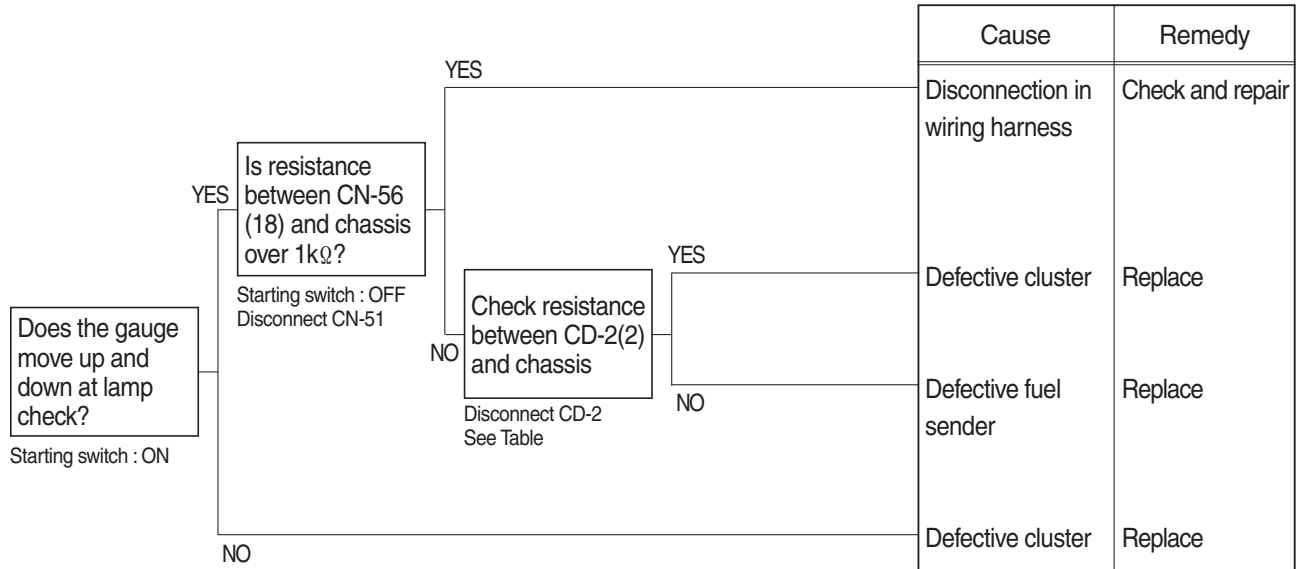 Cause
Remedy
YES
Disconnection in
wiring harness
Check and repair
YES
Is resistance
between CN-56
(18) and chassis
over 1kΩ?
Starting switch : OFF
Disconnect CN-51
YES
Defective cluster
Replace
Does the gauge
move up and
down at lamp
check?
Starting switch : ON
NO
Check resistance
between CD-2(2)
and chassis
Disconnect CD-2
See Table
NO
Defective fuel
sender
Replace
NO
Defective cluster
Replace